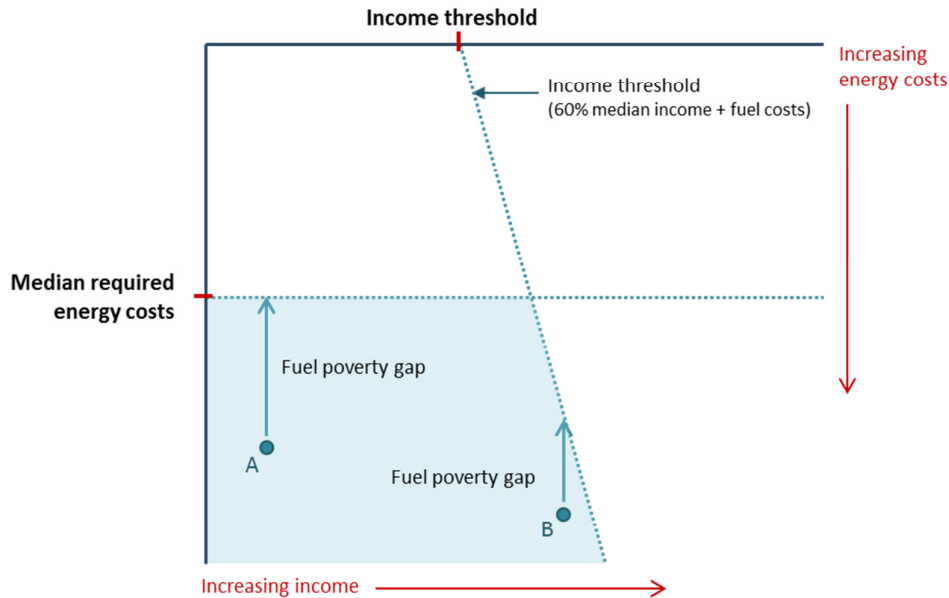 Income threshold
Increasing
energy costs
Income threshold
(60% median income + fuel costs)
Median required
energy costs
Fuel poverty gap
A
Fuel poverty gap
B
Increasing income